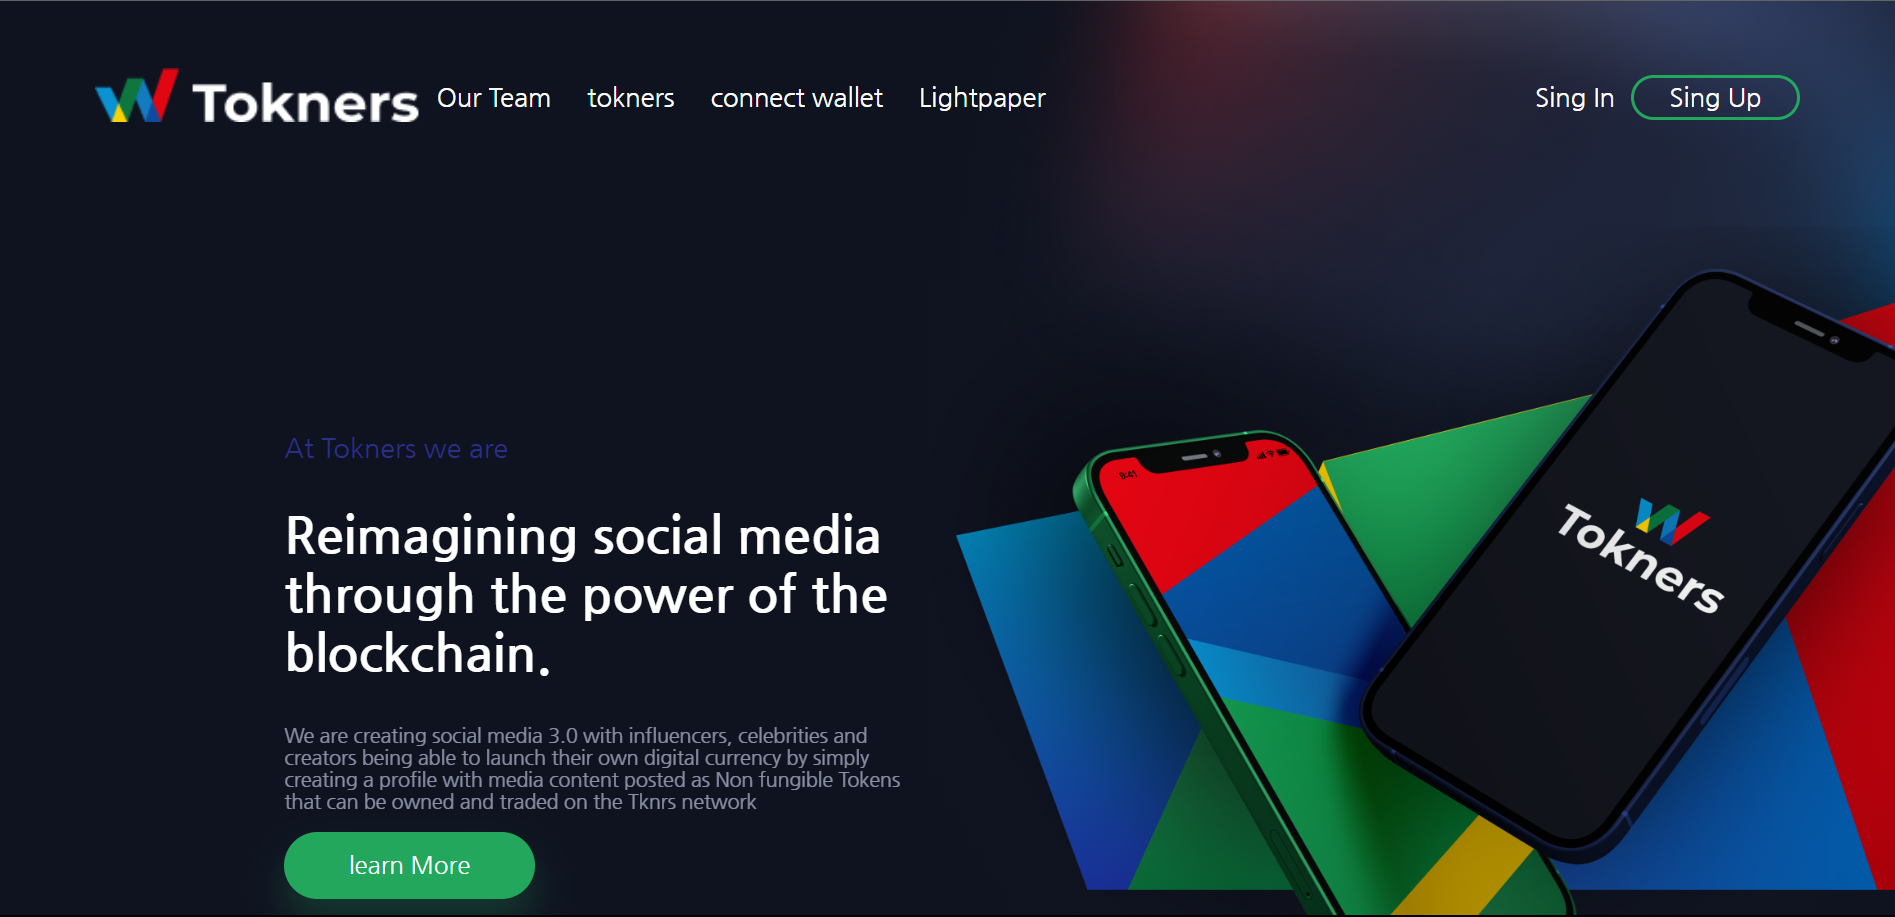 Tokners Our Team tokners connect wallet Lightpaper Sing In Sing Up
At Tokners we are
Reimagining social media
through the power of the
blockchain.
We are creating social media 3.0 with influencers, celebrities and
creators being able to launch their own digital currency by simply
creating a profile with media content posted as Non fungible Tokens
that can be owned and traded on the Tknrs network
learn More
9:41
Tokners